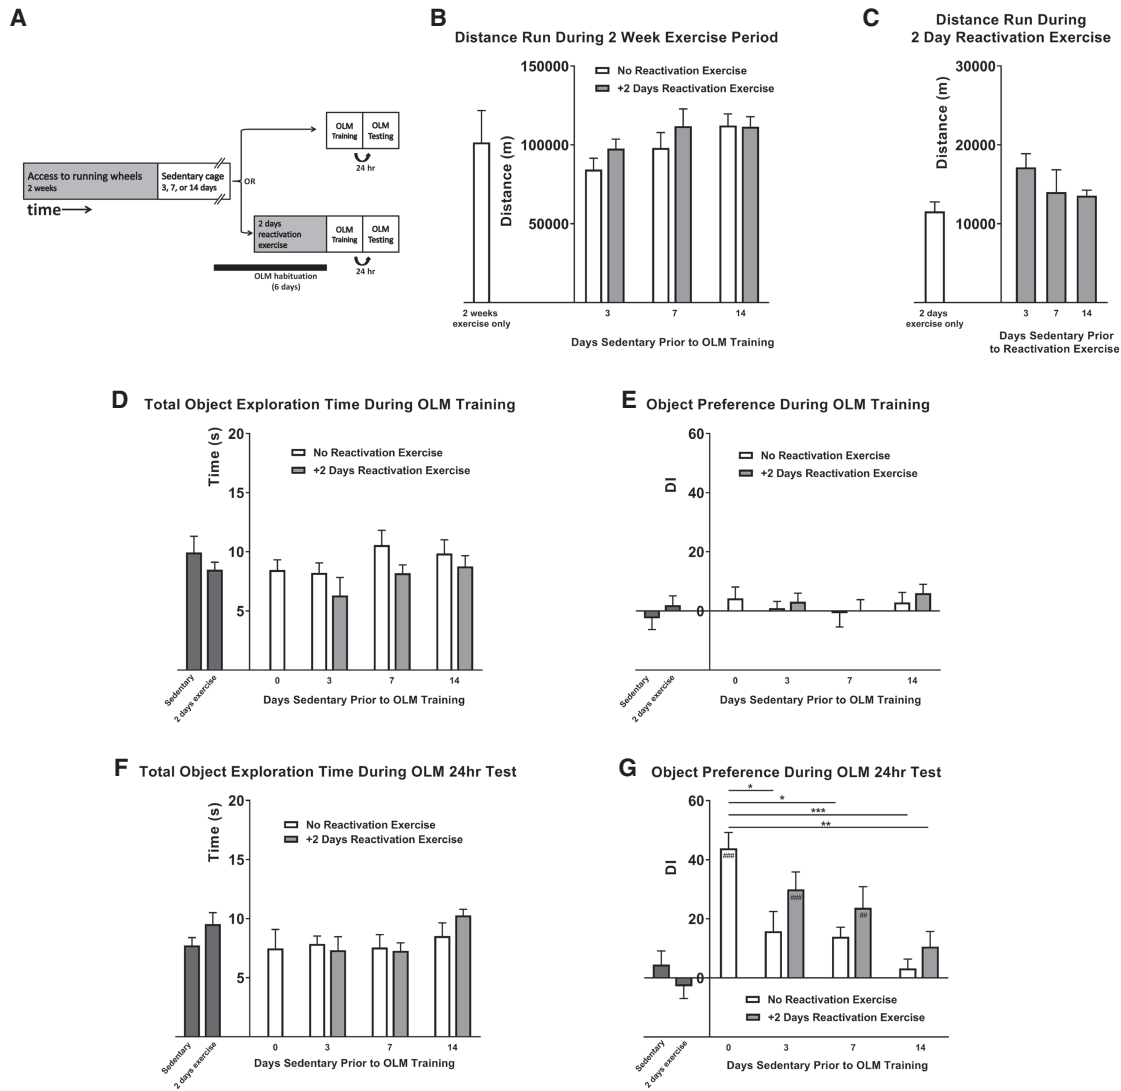 A
Access to running wheels
2 weeks
Sedentary cage
3, 7, or 14 days
time
OR
OLM
Training
OLM
Testing
24 hr
2 days
reactivation
exercise
OLM
Training
OLM
Testing
24 hr
OLM habituation
(6 days)
B
Distance Run During 2 Week Exercise Period
Distance (m)
150000
100000
50000
No Reactivation Exercise
+2 Days Reactivation Exercise
2 weeks
exercise only
3
7
14
Days Sedentary Prior to OLM Training
C
Distance Run During
2 Day Reactivation Exercise
Distance (m)
30000
20000
10000
2 days
exercise only
3
7
14
Days Sedentary Prior
to Reactivation Exercise
D
Total Object Exploration Time During OLM Training
Time (s)
20
15
10
5
No Reactivation Exercise
+2 Days Reactivation Exercise
Sedentary
2 days exercise
0
3
7
14
Days Sedentary Prior to OLM Training
E
Object Preference During OLM Training
DI
60
40
20
0
No Reactivation Exercise
+2 Days Reactivation Exercise
Sedentary
2 days exercise
0
3
7
14
Days Sedentary Prior to OLM Training
F
Total Object Exploration Time During OLM 24hr Test
Time (s)
20
15
10
5
No Reactivation Exercise
+2 Days Reactivation Exercise
Sedentary
2 days exercise
0
3
7
14
Days Sedentary Prior to OLM Training
G
Object Preference During OLM 24hr Test
DI
60
40
20
0
*
*
***
**
###
###
##
No Reactivation Exercise
+2 Days Reactivation Exercise
Sedentary
2 days exercise
0
3
7
14
Days Sedentary Prior to OLM Training